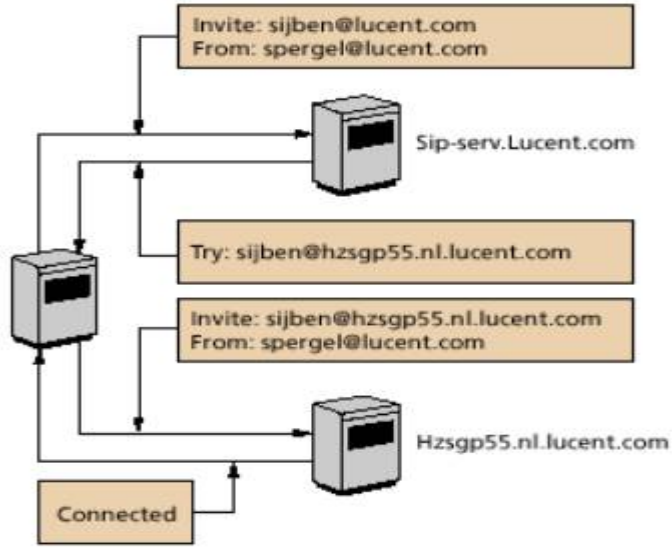 Invite: sijben@lucent.com
From: spergel@lucent.com
Sip-serv.Lucent.com
Try: sijben@hzsgp55.nl.lucent.com
Invite: sijben@hzsgp55.nl.lucent.com
From: spergel@lucent.com
Hzsgp55.nl.lucent.com
Connected